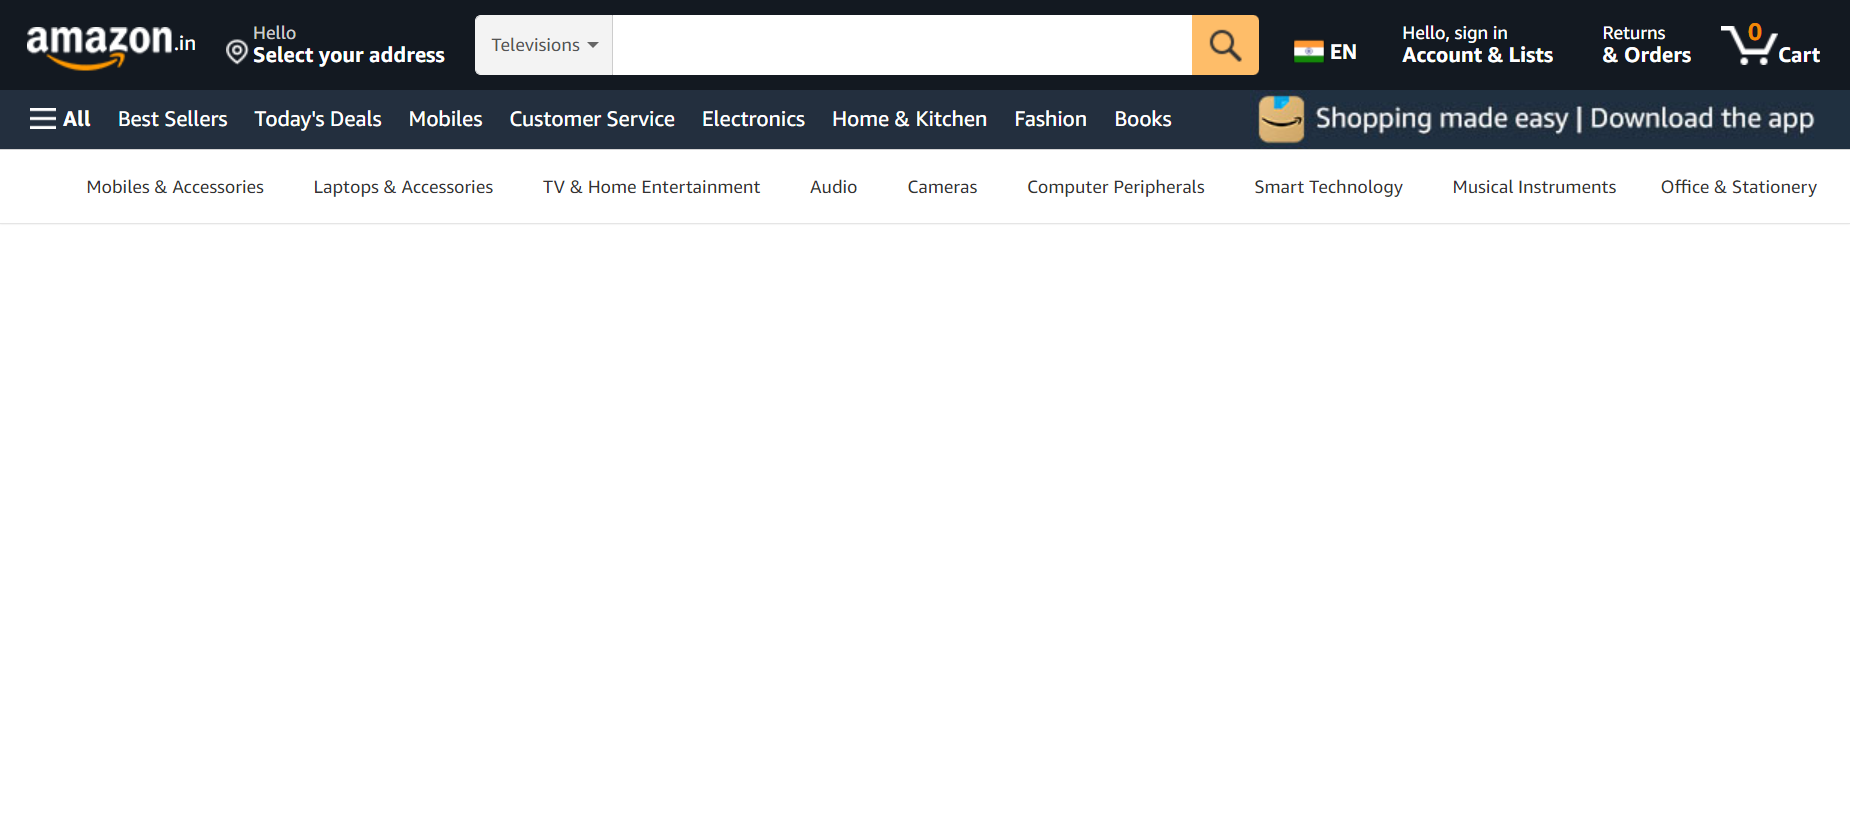 amazon.in
Hello
Select your address
Televisions
EN
Hello, sign in
Account & Lists
Returns
& Orders
0
Cart
All Best Sellers Today's Deals Mobiles Customer Service Electronics Home & Kitchen Fashion Books
Shopping made easy | Download the app
Mobiles & Accessories Laptops & Accessories TV & Home Entertainment Audio Cameras Computer Peripherals Smart Technology Musical Instruments Office & Stationery